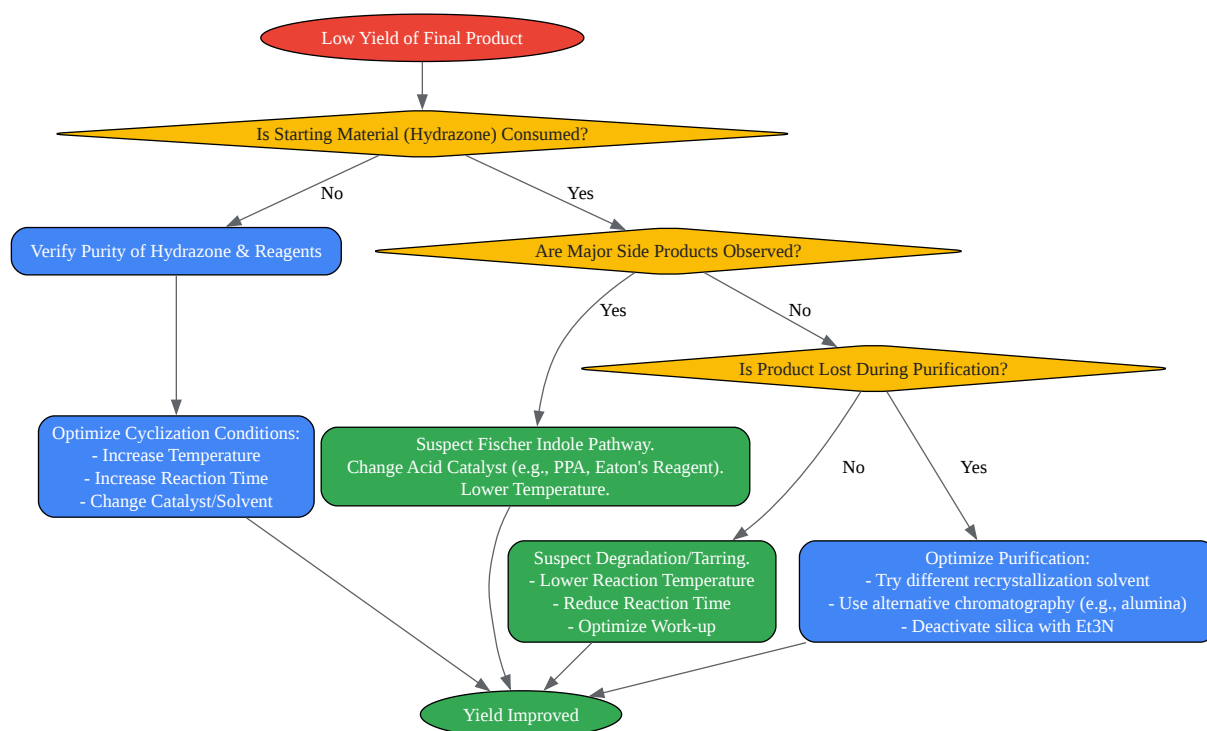 Low Yield of Final Product
Is Starting Material (Hydrazone) Consumed?
No
Yes
Verify Purity of Hydrazone & Reagents
Are Major Side Products Observed?
Yes
No
Is Product Lost During Purification?
Optimize Cyclization Conditions:
- Increase Temperature
- Increase Reaction Time
- Change Catalyst/Solvent
Suspect Fischer Indole Pathway.
Change Acid Catalyst (e.g., PPA, Eaton's Reagent).
Lower Temperature.
No
Yes
Suspect Degradation/Tarring.
- Lower Reaction Temperature
- Reduce Reaction Time
- Optimize Work-up
Optimize Purification:
- Try different recrystallization solvent
- Use alternative chromatography (e.g., alumina)
- Deactivate silica with Et3N
Yield Improved